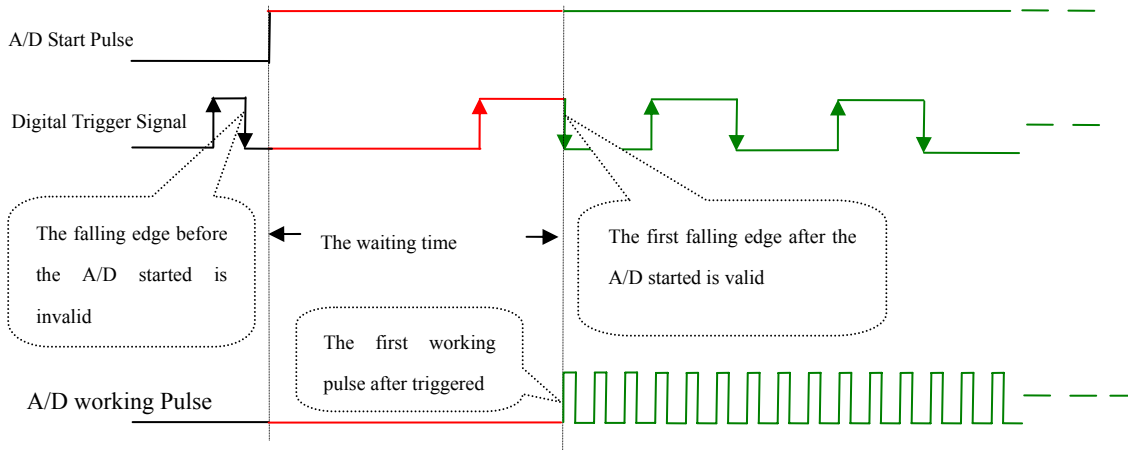 A/D Start Pulse
Digital Trigger Signal
The falling edge before
the A/D started is
invalid
The waiting time
The first falling edge after the
A/D started is valid
The first working
pulse after triggered
A/D working Pulse